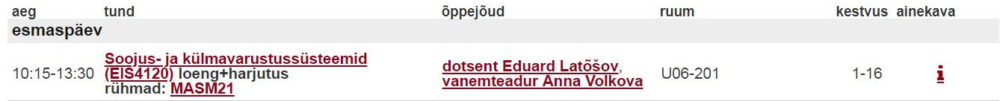 aeg tund õppejõud ruum kestvus ainekava
esmaspäev
10:15-13:30 Soojus- ja külmavarustussüsteemid (EIS4120) loeng+harjutus rühmad: MASM21 dotsent Eduard Latõšov, vanemteadur Anna Volkova U06-201 1-16 i